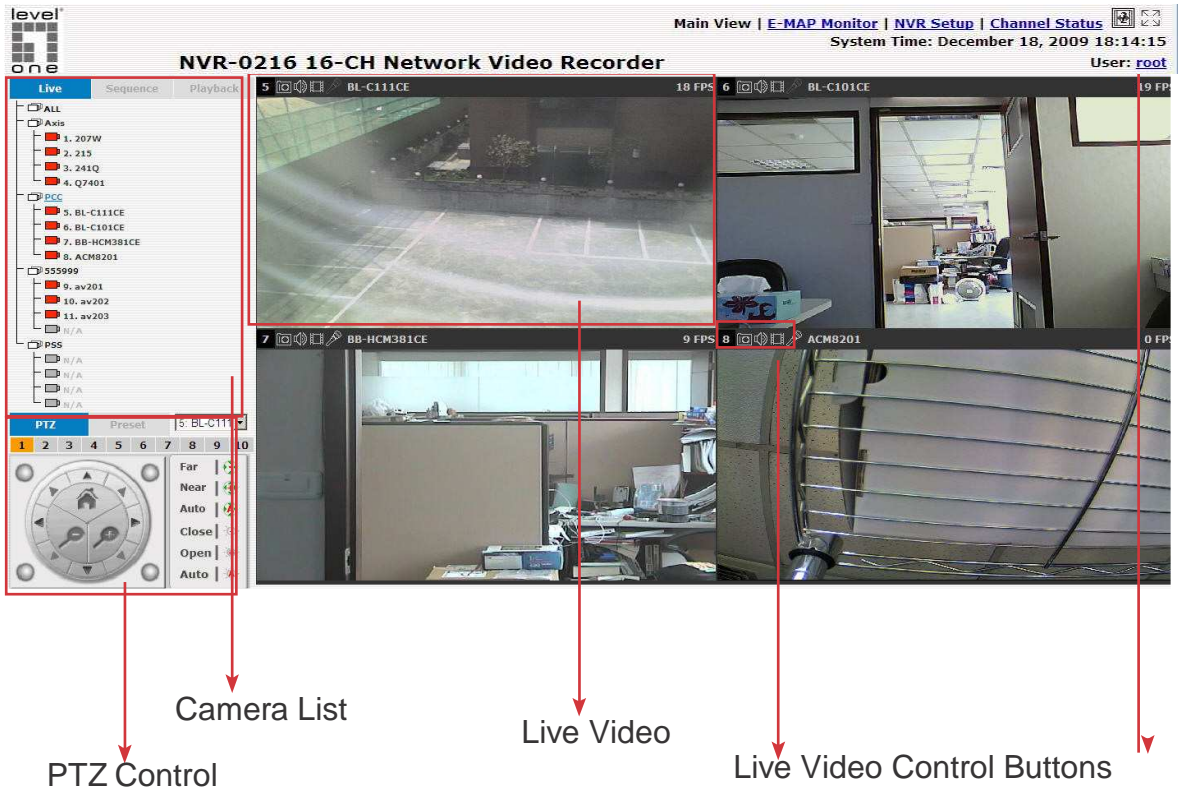 level
one
Main View | E-MAP Monitor | NVR Setup | Channel Status
System Time: December 18, 2009 18:14:15
NVR-0216 16-CH Network Video Recorder
User: root
Live Sequence Playback
ALL
Axis
1. 207W
2. 215
3. 241Q
4. Q7401
PCC
5. BL-C111CE
6. BL-C101CE
7. BB-HCM381CE
8. ACM8201
555999
9. av201
10. av202
11. av203
N/A
PSS
N/A
N/A
N/A
N/A
5 BL-C111CE 18 FPS
6 BL-C101CE 19 FPS
7 BB-HCM381CE 9 FPS
8 ACM8201 0 FPS
PTZ Preset 5: BL-C111
1 2 3 4 5 6 7 8 9 10
Far
Near
Auto
Close
Open
Auto
Camera List
Live Video
PTZ Control
Live Video Control Buttons